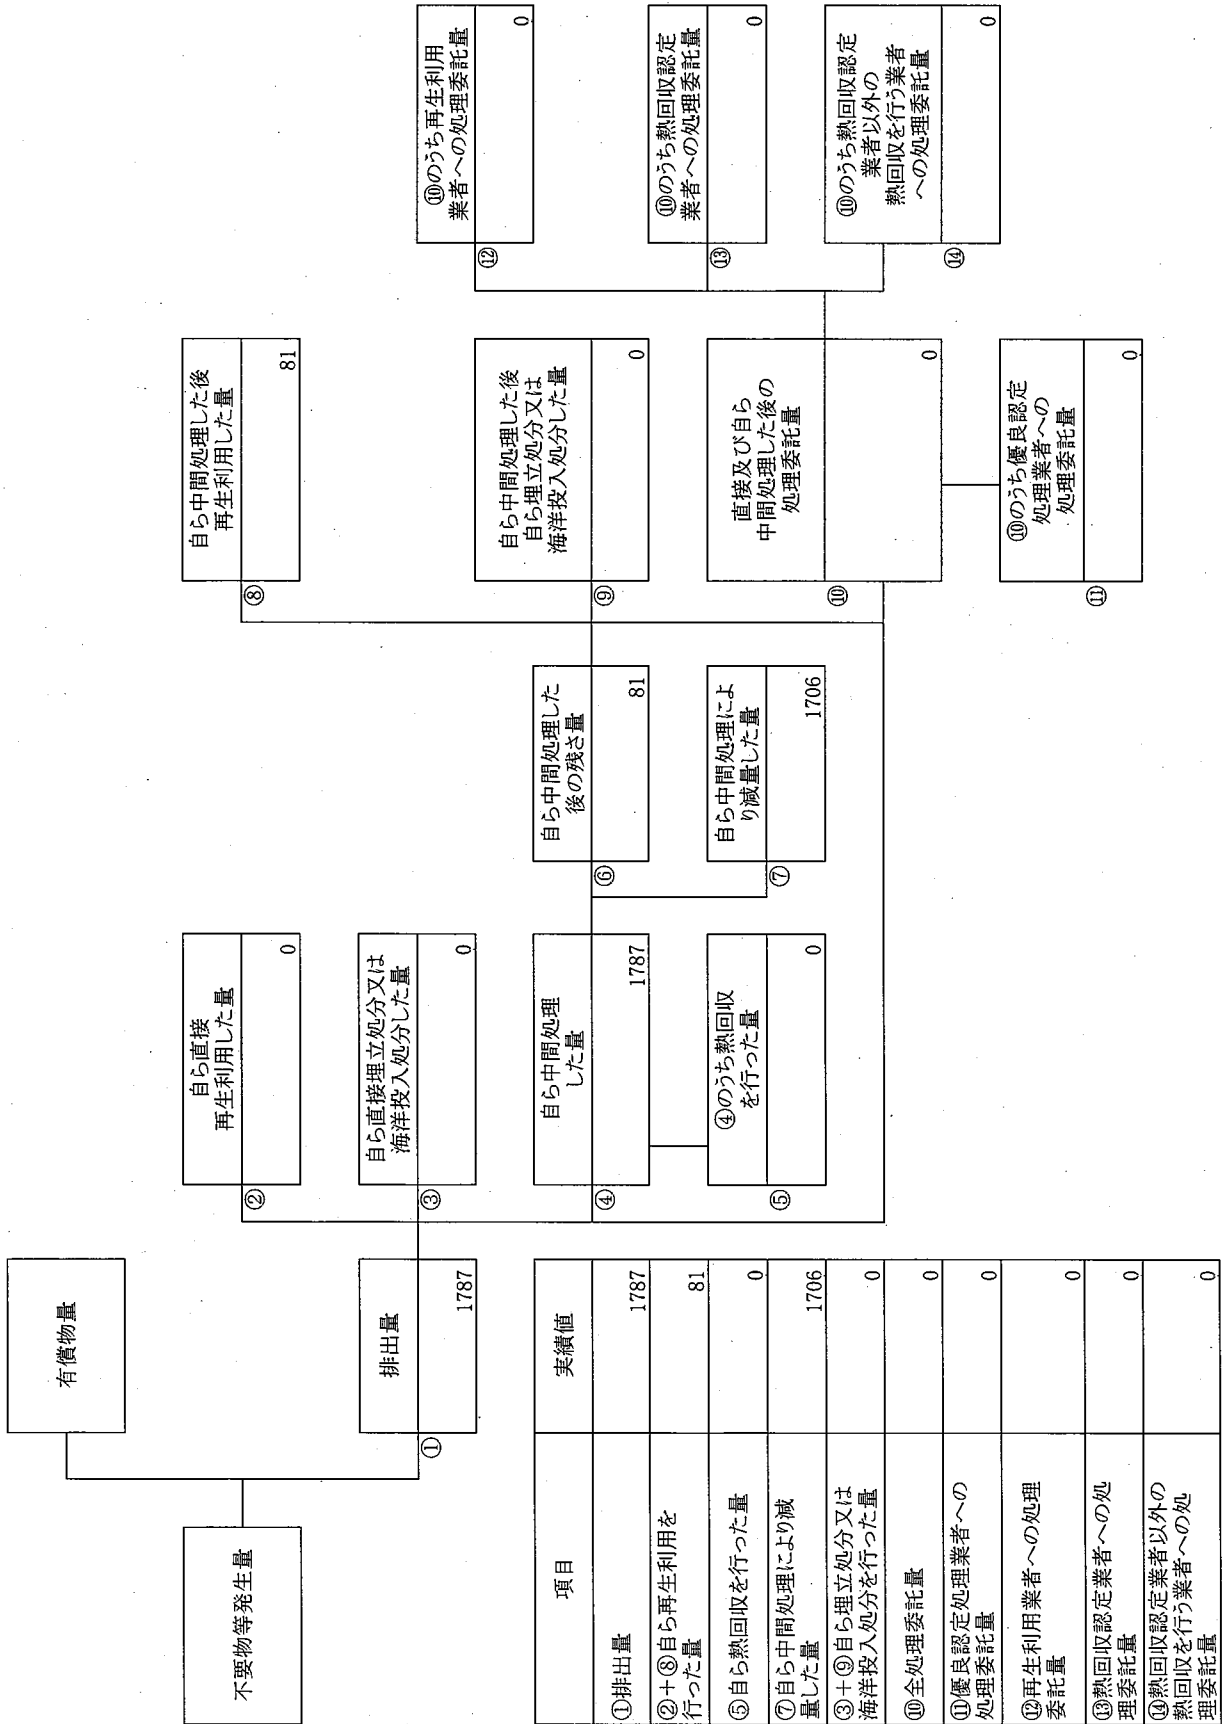 不要物等発生量
有償物量
排出量
①
1787
自ら直接
再生利用した量
②
0
自ら直接埋立処分又は
海洋投入処分した量
③
0
自ら中間処理
した量
④
1787
④のうち熱回収
を行った量
⑤
0
自ら中間処理した
後の残さ量
⑥
81
自ら中間処理によ
り減量した量
⑦
1706
自ら中間処理した後
再生利用した量
⑧
81
自ら中間処理した後
自ら埋立処分又は
海洋投入処分した量
⑨
0
直接及び自ら
中間処理した後の
処理委託量
⑩
0
⑩のうち優良認定
処理業者への
処理委託量
⑪
0
⑩のうち再生利用
業者への処理委託量
⑫
0
⑩のうち熱回収認定
業者への処理委託量
⑬
0
⑩のうち熱回収認定
業者以外の
熱回収を行う業者
への処理委託量
⑭
0
項目 実績値
①排出量 1787
②+⑧自ら再生利用を
行った量 81
⑤自ら熱回収を行った量 0
⑦自ら中間処理により減
量した量 1706
③+⑨自ら埋立処分又は
海洋投入処分を行った量 0
⑩全処理委託量 0
⑪優良認定処理業者への
処理委託量 0
⑫再生利用業者への処理
委託量 0
⑬熱回収認定業者への処
理委託量 0
⑭熱回収認定業者以外の
熱回収を行う業者への処
理委託量 0